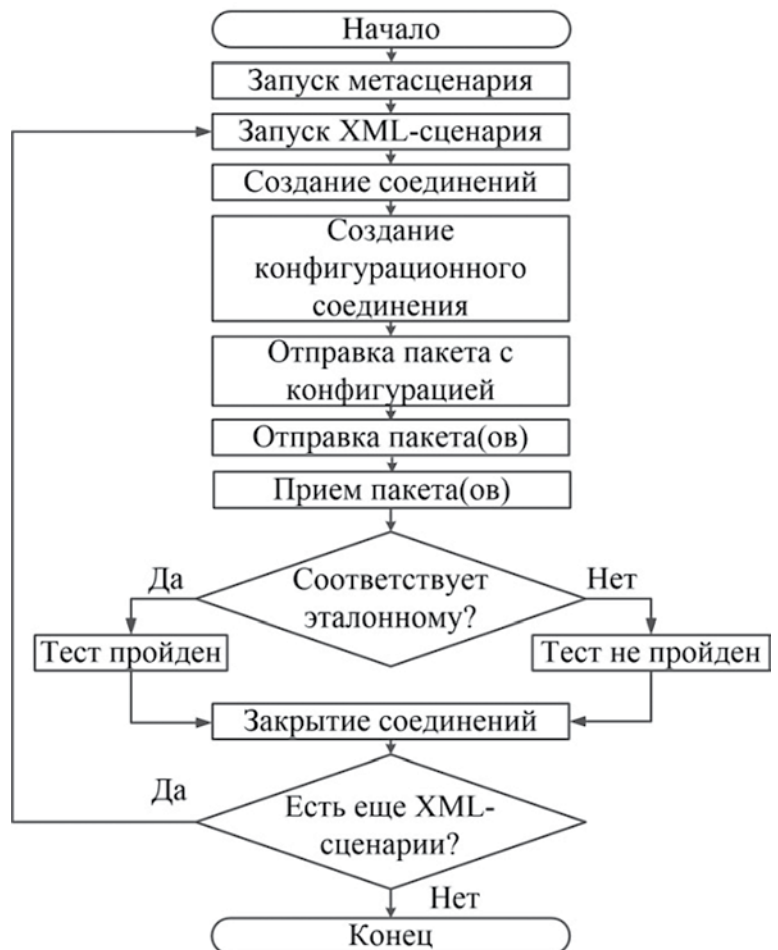 Начало
Запуск метасценария
Запуск XML-сценария
Создание соединений
Создание
конфигурационного
соединения
Отправка пакета с
конфигурацией
Отправка пакета(ов)
Прием пакета(ов)
Да
Соответствует
эталонному?
Нет
Тест пройден
Тест не пройден
Закрытие соединений
Да
Есть еще XML-
сценарии?
Нет
Конец